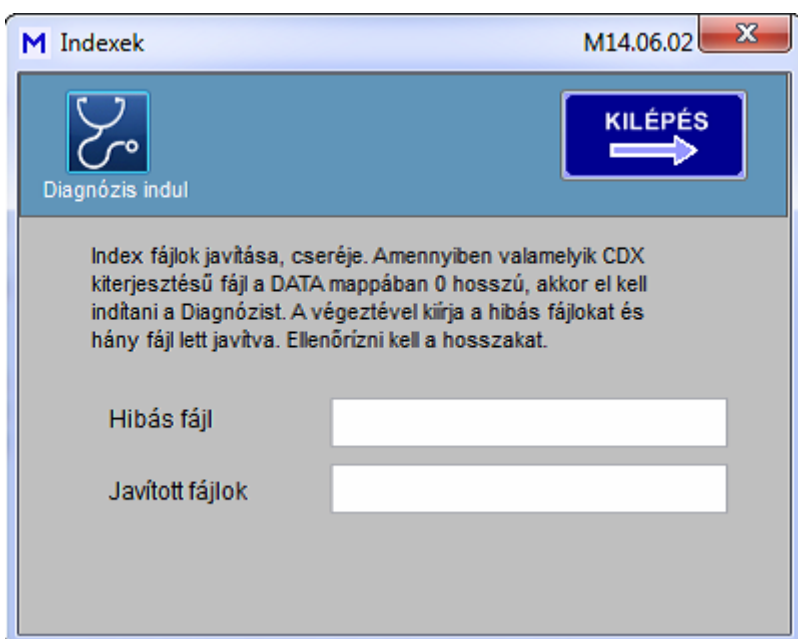 M Indexek M14.06.02
KILÉPÉS
Diagnózis indul
Index fájlok javítása, cseréje. Amennyiben valamelyik CDX
kiterjesztésű fájl a DATA mappában 0 hosszú, akkor el kell
indítani a Diagnózist. A végeztével kiírja a hibás fájlokat és
hány fájl lett javítva. Ellenőrízni kell a hosszakat.
Hibás fájl
Javított fájlok